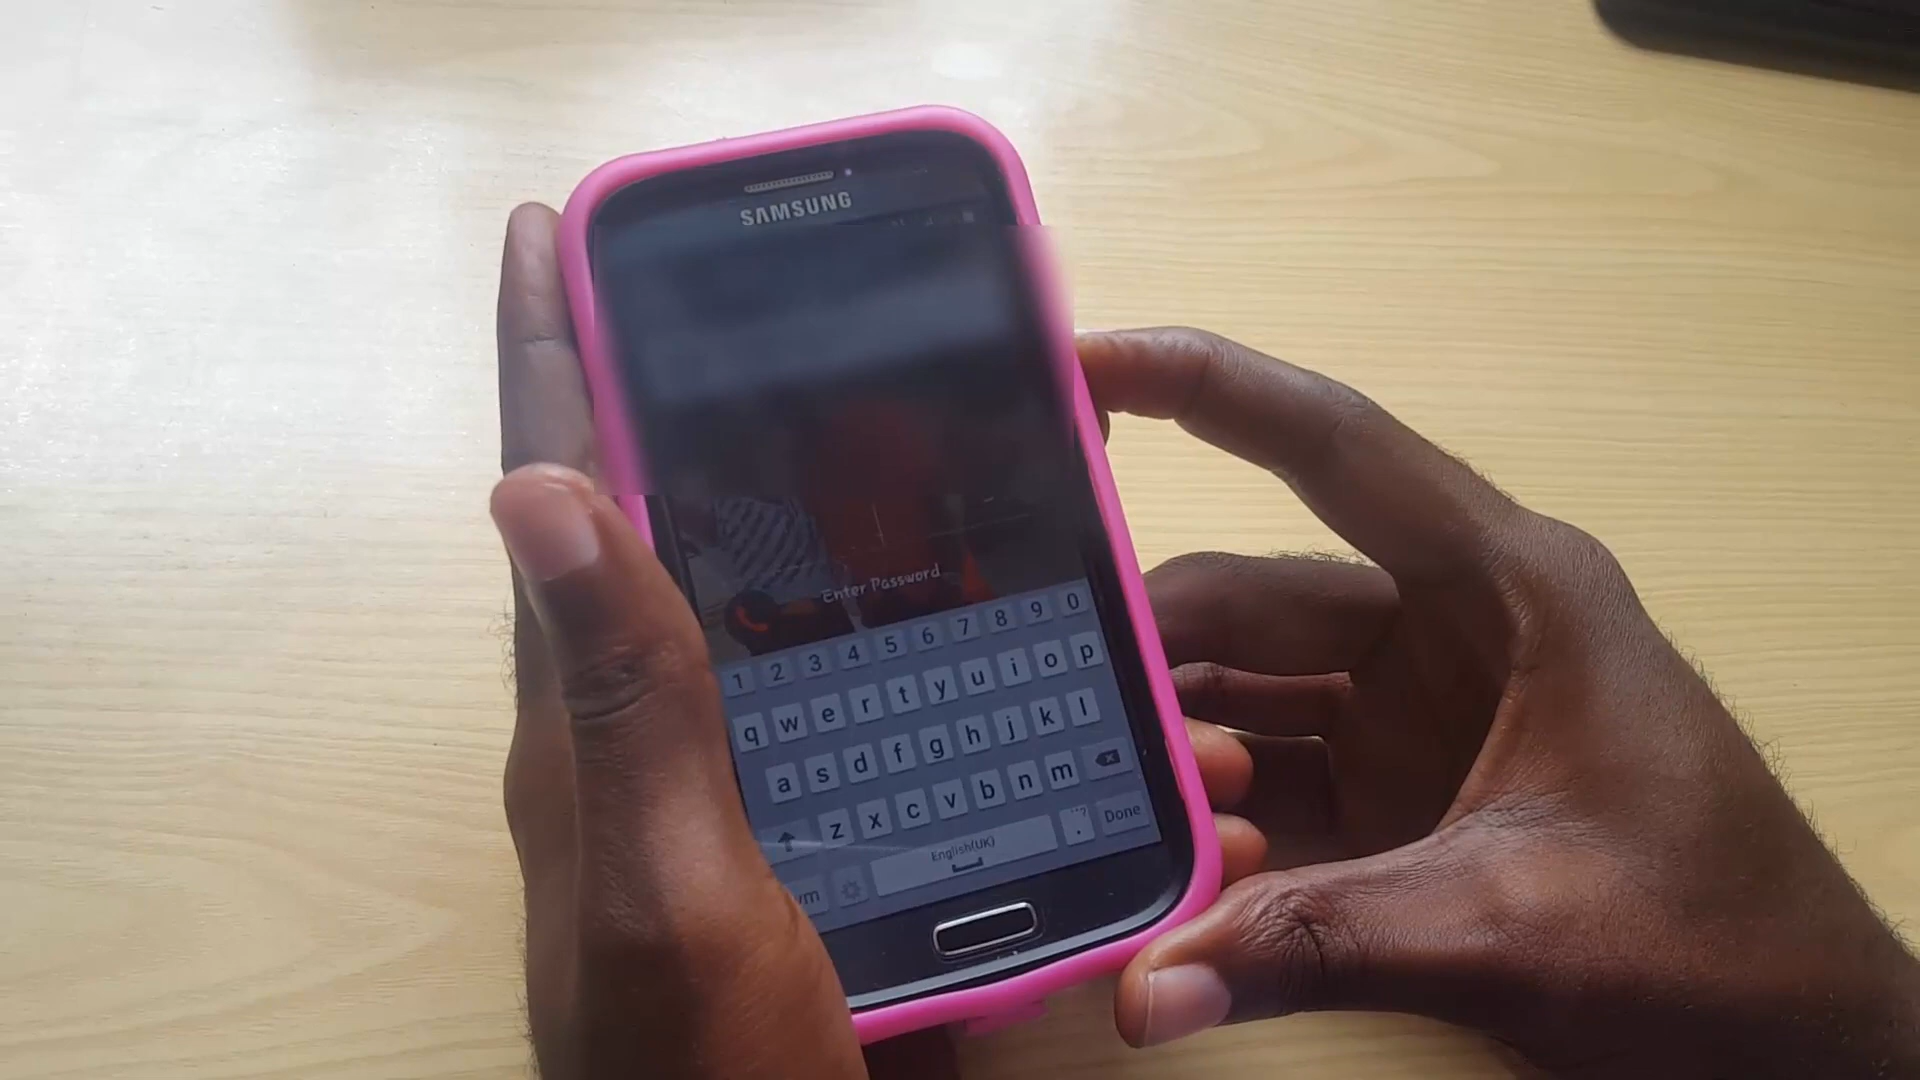 SAMSUNG
Enter Password
1 2 3 4 5 6 7 8 9 0
q w e r t y u i o p
a s d f g h j k l
z x c v b n m
English(UK)
. Done